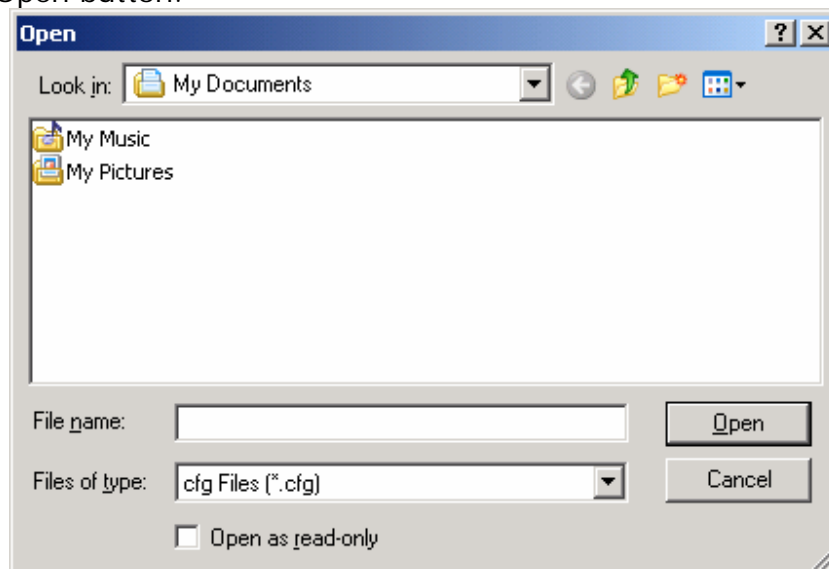 Open button.
Open
Look in: My Documents
My Music
My Pictures
File name:
Open
Files of type: cfg Files (*.cfg)
Cancel
Open as read-only